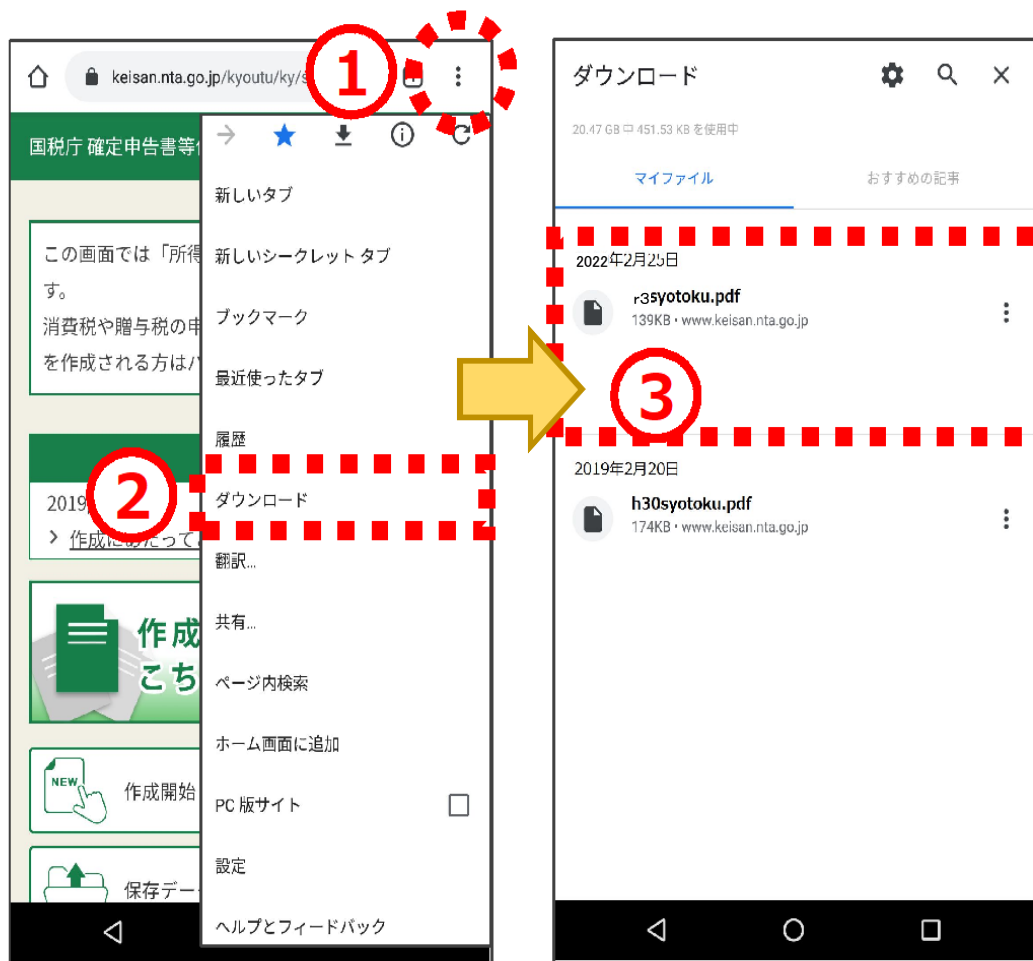 ①
keisan.nta.go.jp/kyoutu/ky/
国税庁 確定申告書等
この画面では「所得
す。
消費税や贈与税の申
を作成される方は
2019
作成にあたって
作成
こち
NEW
作成開始
保存デー
新しいタブ
新しいシークレット タブ
ブックマーク
最近使ったタブ
履歴
②
ダウンロード
翻訳...
共有...
ページ内検索
ホーム画面に追加
PC 版サイト
設定
ヘルプとフィードバック
ダウンロード
20.47 GB 中 451.53 KB を使用中
マイファイル
おすすめの記事
2022年2月25日
r3syotoku.pdf
139KB・www.keisan.nta.go.jp
③
2019年2月20日
h30syotoku.pdf
174KB・www.keisan.nta.go.jp